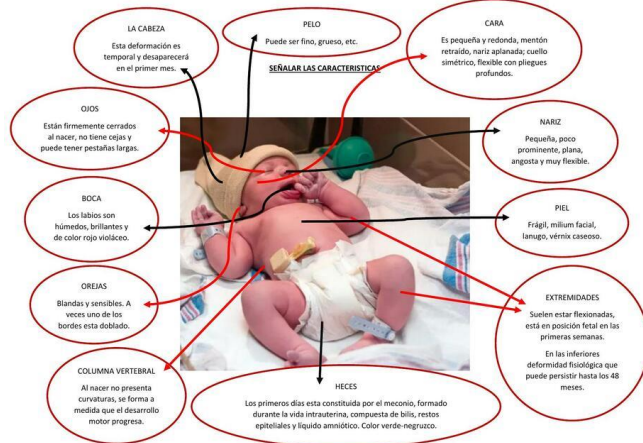 LA CABEZA
Esta deformación es
temporal y desaparecerá
en el primer mes.
PELO
Puede ser fino, grueso, etc.
SEÑALAR LAS CARACTERISTICAS
CARA
Es pequeña y redonda, mentón
retraído, nariz aplanada; cuello
simétrico, flexible con pliegues
profundos.
OJOS
Están firmemente cerrados
al nacer, no tiene cejas y
puede tener pestañas largas.
NARIZ
Pequeña, poco
prominente, plana,
angosta y muy flexible.
BOCA
Los labios son
húmedos, brillantes y
de color rojo violáceo.
PIEL
Frágil, milium facial,
lanugo, vérnix caseoso.
OREJAS
Blandas y sensibles. A
veces uno de los
bordes esta doblado.
EXTREMIDADES
Suelen estar flexionadas,
está en posición fetal en las
primeras semanas.
En las inferiores
deformidad fisiológica que
puede persistir hasta los 48
meses.
COLUMNA VERTEBRAL
Al nacer no presenta
curvaturas, se forma a
medida que el desarrollo
motor progresa.
HECES
Los primeros días esta constituida por el meconio, formado
durante la vida intrauterina, compuesta de bilis, restos
epiteliales y líquido amniótico. Color verde-negruzco.